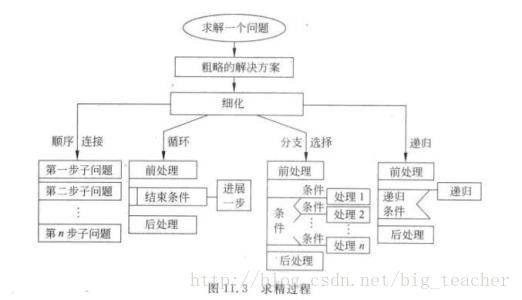 求解一个问题
粗略的解决方案
细化
顺序 连接
循环
分支 选择
递归
第一步子问题
第二步子问题
⋮
第n步子问题
前处理
结束条件
进展一步
后处理
前处理
条件
条件
条件
⋮
条件
处理1
处理2
处理n
后处理
前处理
递归条件
递归
后处理
http://blog.csdn.net/big_teacher
图 11.3 求精过程